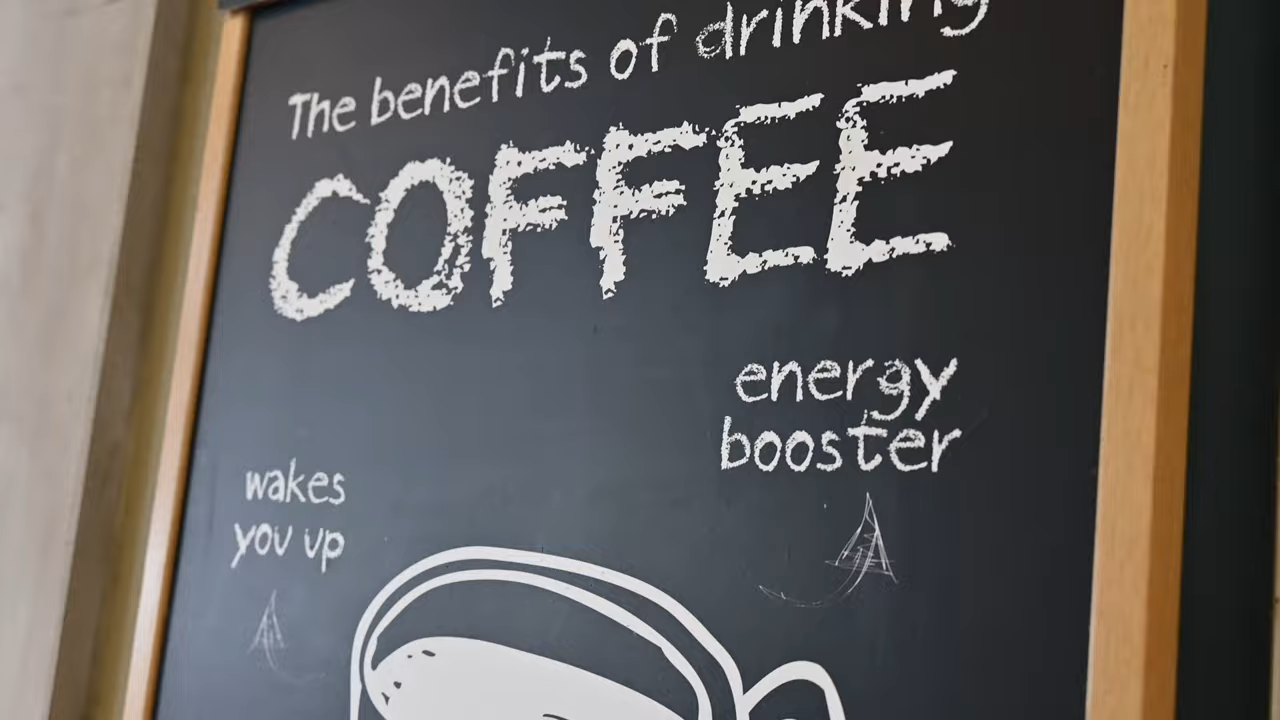 The benefits of drinking
COFFEE
energy
booster
wakes
you up